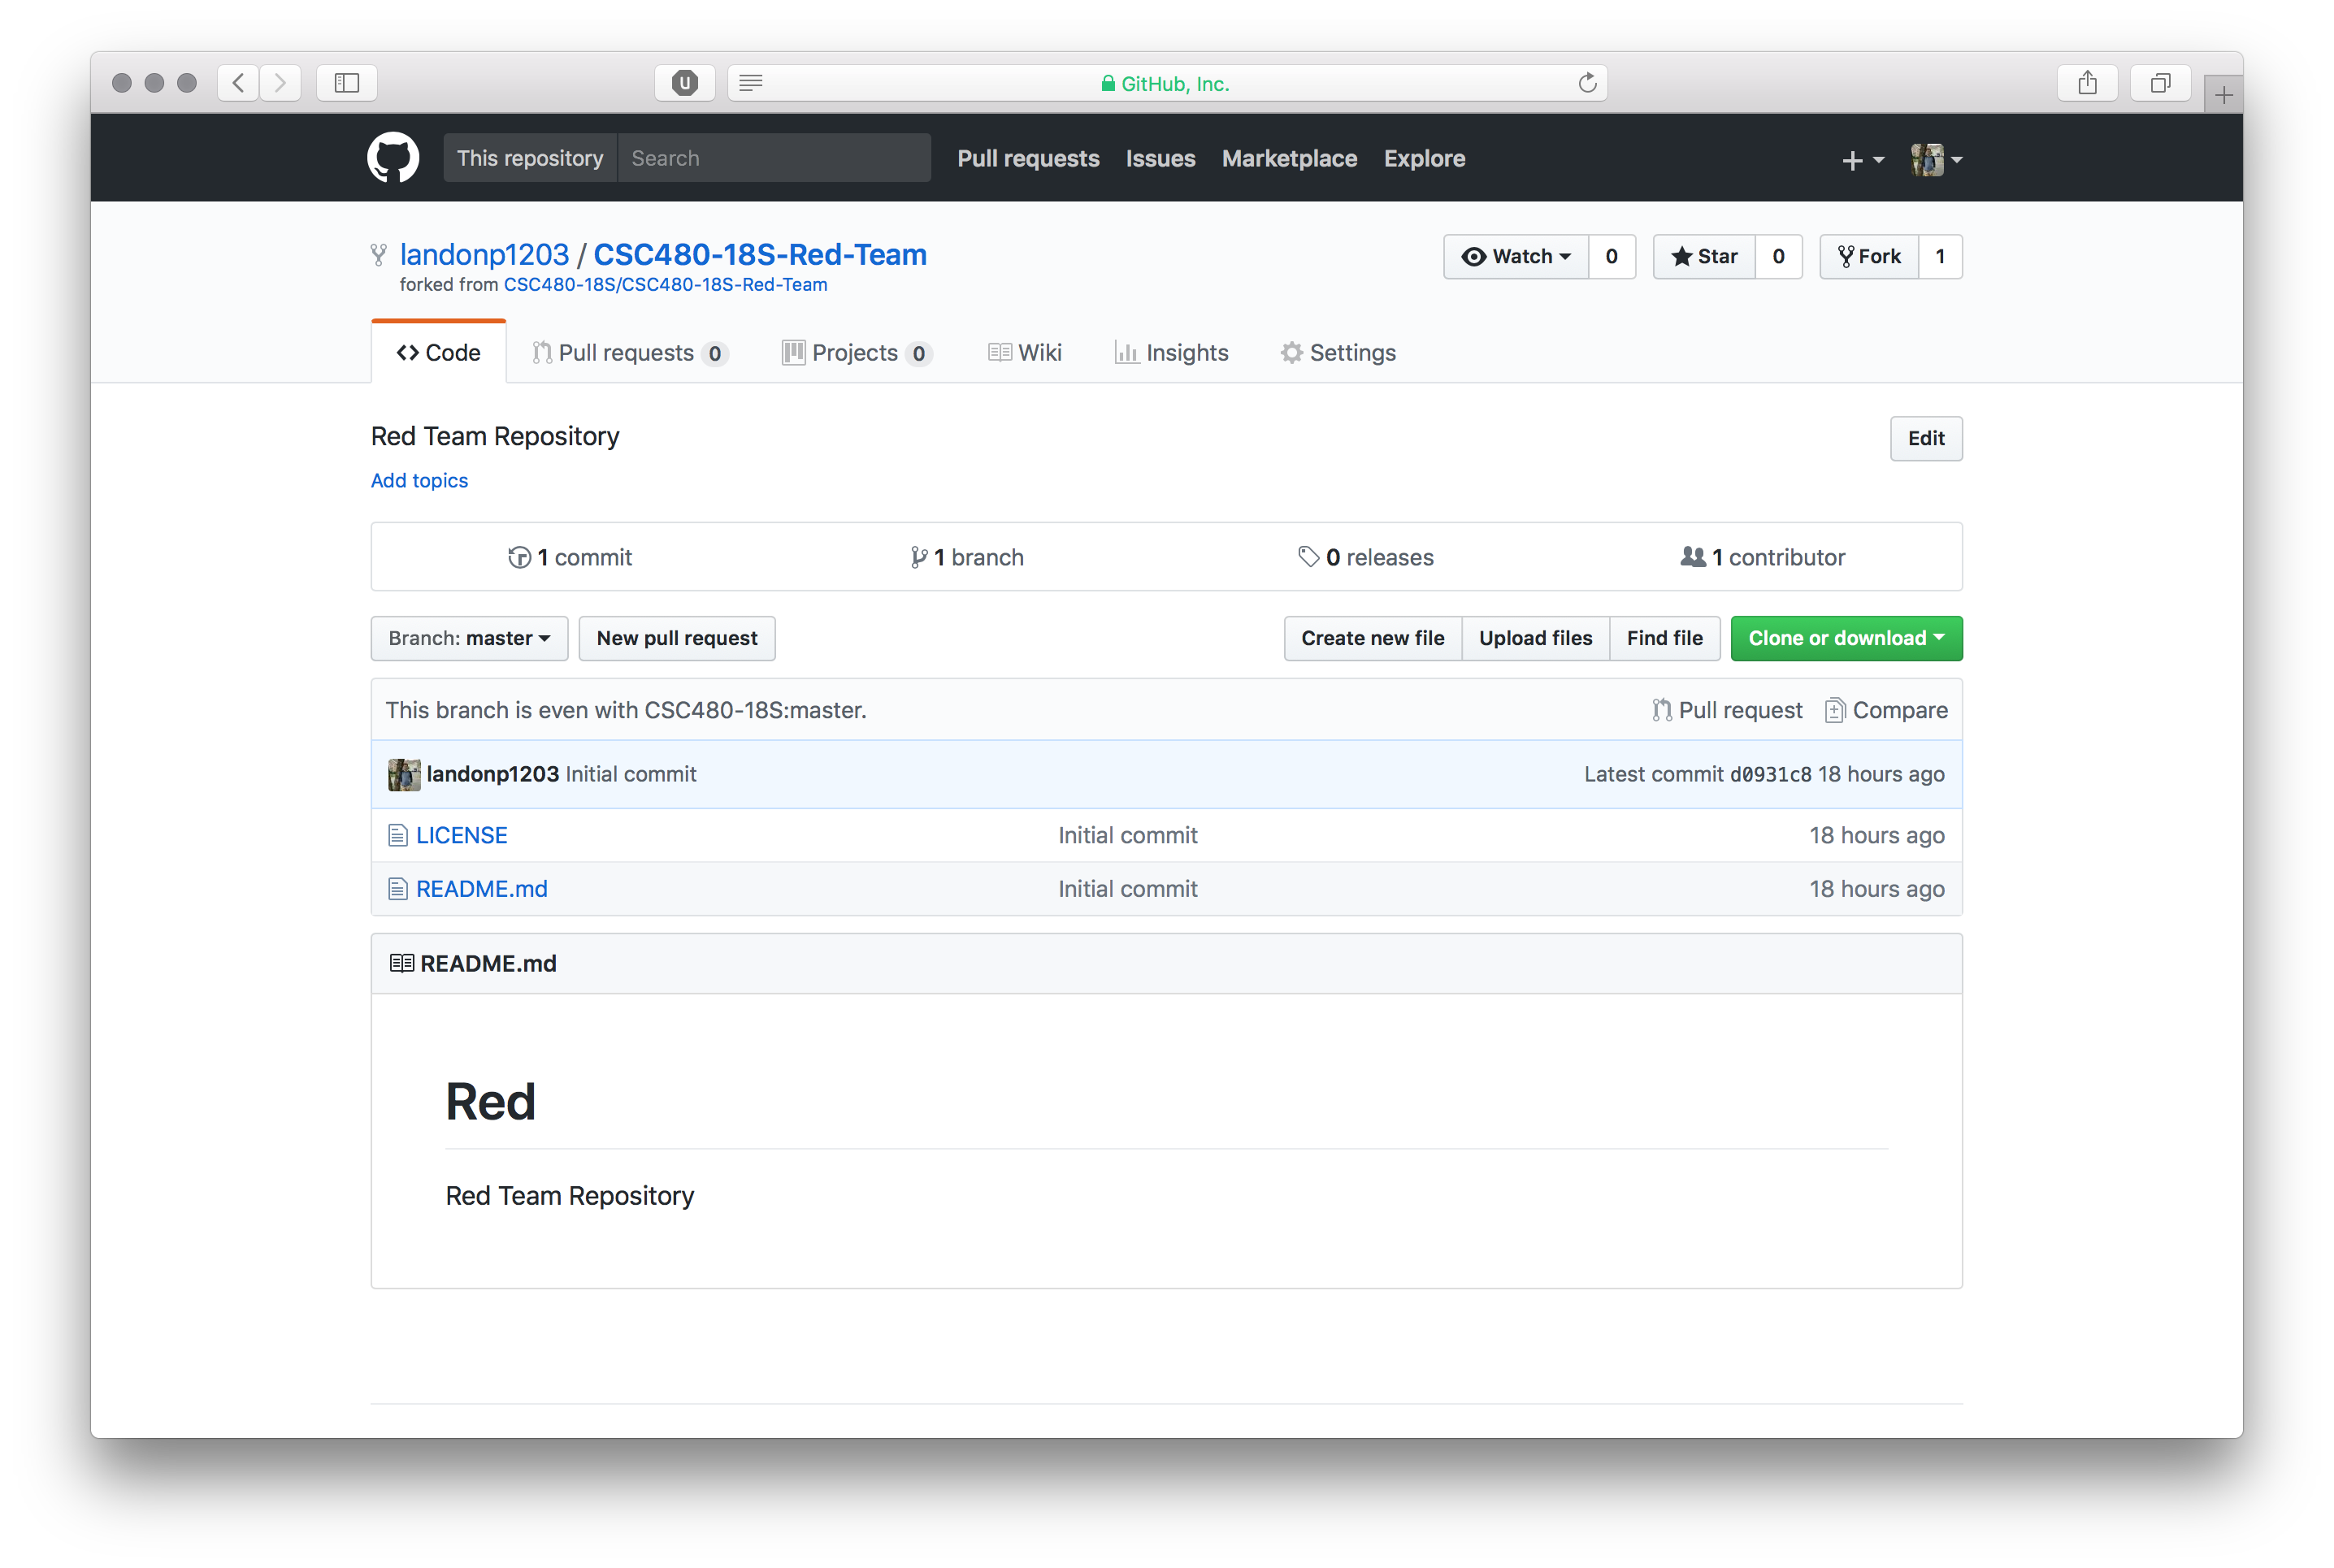 GitHub, Inc.
This repository Search Pull requests Issues Marketplace Explore
landonp1203 / CSC480-18S-Red-Team
Watch 0 Star 0 Fork 1
forked from CSC480-18S/CSC480-18S-Red-Team
Code Pull requests 0 Projects 0 Wiki Insights Settings
Red Team Repository Edit
Add topics
1 commit 1 branch 0 releases 1 contributor
Branch: master New pull request Create new file Upload files Find file Clone or download
This branch is even with CSC480-18S:master. Pull request Compare
landonp1203 Initial commit Latest commit d0931c8 18 hours ago
LICENSE Initial commit 18 hours ago
README.md Initial commit 18 hours ago
README.md
Red
Red Team Repository